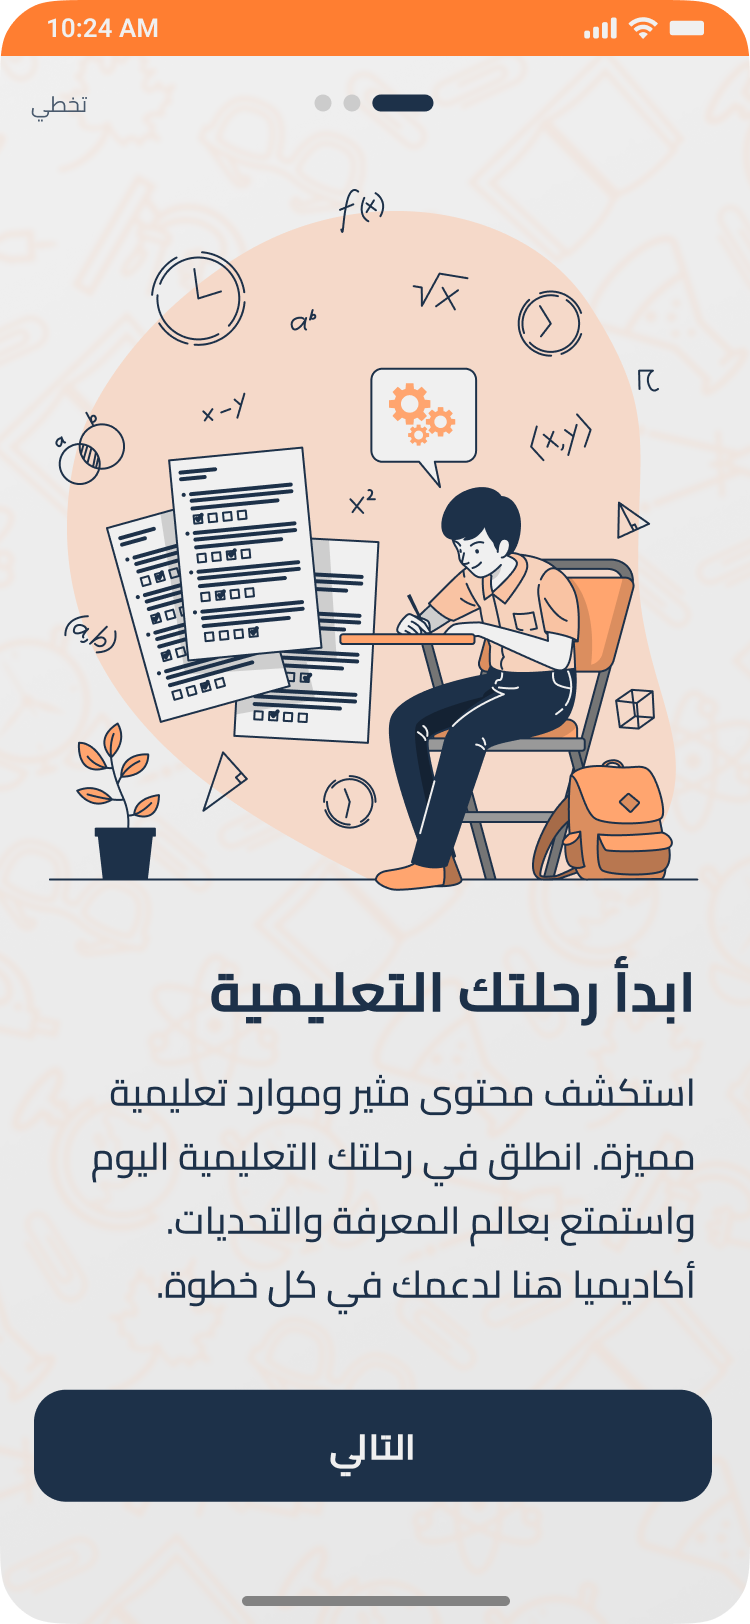 10:24 AM
تخطي
f(x)
√x
aᵇ
π
x-y
(x,y)
b
a
x²
(a,b)
ابدأ رحلتك التعليمية
استكشف محتوى مثير وموارد تعليمية
مميزة. انطلق في رحلتك التعليمية اليوم
واستمتع بعالم المعرفة والتحديات.
أكاديميا هنا لدعمك في كل خطوة.
التالي